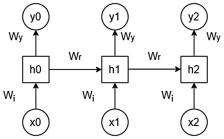 y0 y1 y2
Wy Wy Wy
Wr Wr
h0 h1 h2
Wi Wi Wi
x0 x1 x2